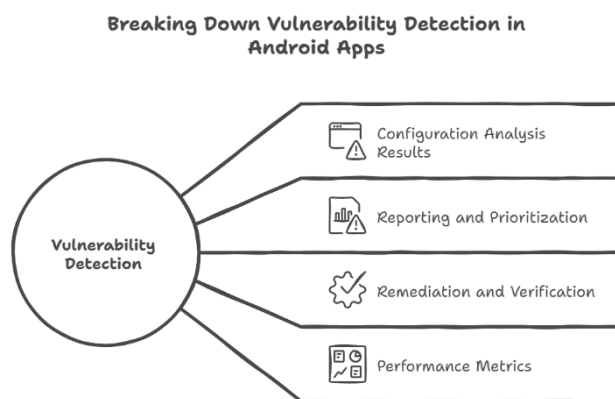 Breaking Down Vulnerability Detection in
Android Apps
Vulnerability
Detection
Configuration Analysis
Results
Reporting and Prioritization
Remediation and Verification
Performance Metrics